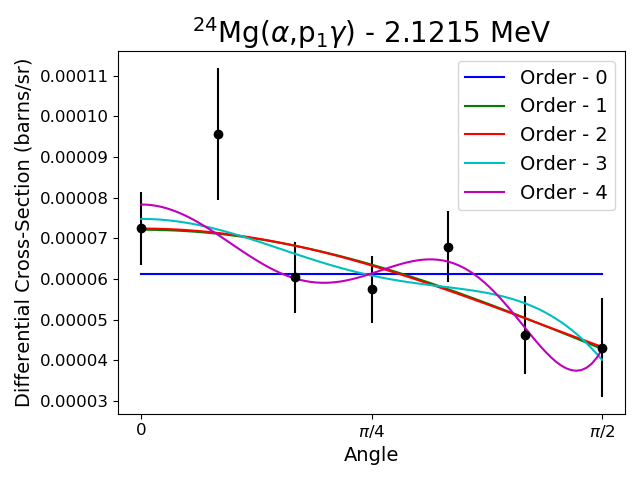 ²⁴Mg(α,p₁γ) - 2.1215 MeV
Differential Cross-Section (barns/sr)
0.00011
0.00010
0.00009
0.00008
0.00007
0.00006
0.00005
0.00004
0.00003
Order - 0
Order - 1
Order - 2
Order - 3
Order - 4
0 π/4 π/2
Angle